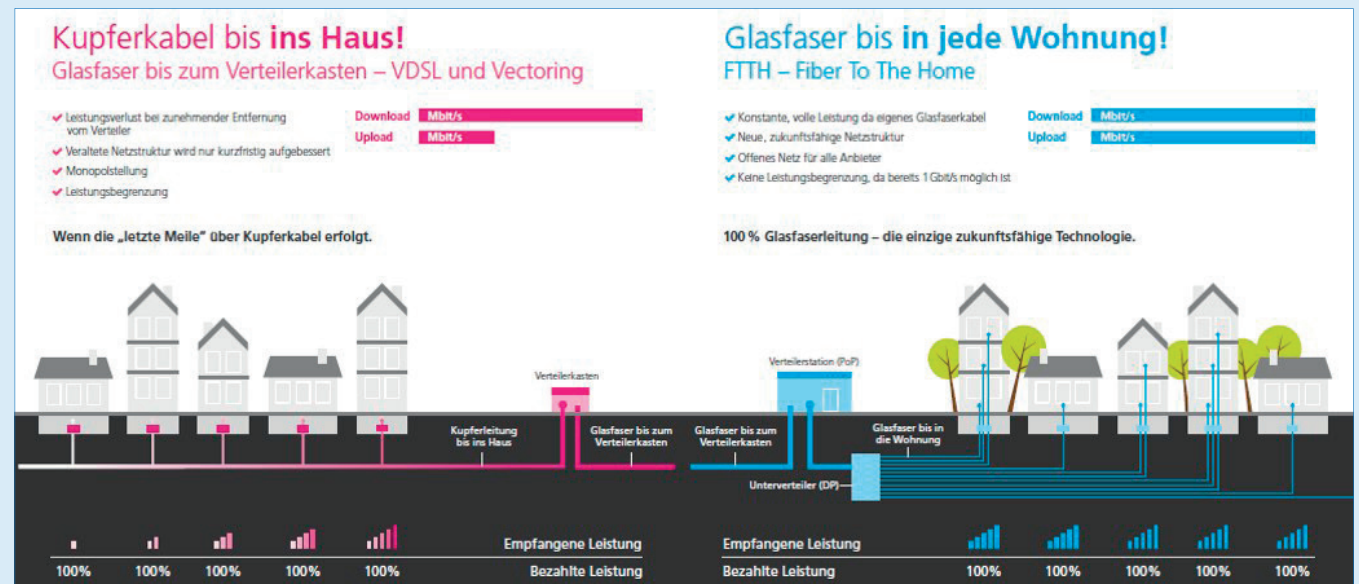 Kupferkabel bis ins Haus!
Glasfaser bis zum Verteilerkasten – VDSL und Vectoring
Leistungsverlust bei zunehmender Entfernung
vom Verteiler
Veraltete Netzstruktur wird nur kurzfristig aufgebessert
Monopolstellung
Leistungsbegrenzung
Download Mbit/s
Upload Mbit/s
Wenn die „letzte Meile" über Kupferkabel erfolgt.
Verteilerkasten
Kupferleitung
bis ins Haus
Glasfaser bis zum
Verteilerkasten
Empfangene Leistung
100% 100% 100% 100% 100% Bezahlte Leistung
Glasfaser bis in jede Wohnung!
FTTH – Fiber To The Home
Konstante, volle Leistung da eigenes Glasfaserkabel
Neue, zukunftsfähige Netzstruktur
Offenes Netz für alle Anbieter
Keine Leistungsbegrenzung, da bereits 1 Gbit/s möglich ist
Download Mbit/s
Upload Mbit/s
100 % Glasfaserleitung – die einzige zukunftsfähige Technologie.
Verteilerstation (PoP)
Glasfaser bis zum
Verteilerkasten
Glasfaser bis in
die Wohnung
Unterverteiler (DP)
Empfangene Leistung
Bezahlte Leistung 100% 100% 100% 100% 100%